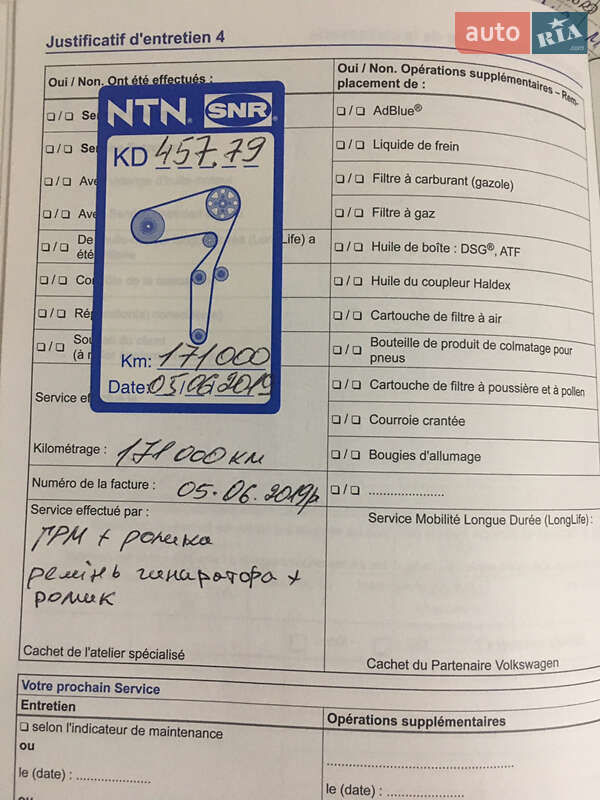 auto RIA .com
Justificatif d'entretien 4
Oui / Non. Ont été effectués :
Oui / Non. Opérations supplémentaires – Rem-
placement de :
❏ / ❏ AdBlue®
❏ / ❏ Liquide de frein
❏ / ❏ Filtre à carburant (gazole)
❏ / ❏ Filtre à gaz
❏ / ❏ Huile de boîte : DSG®, ATF
❏ / ❏ Huile du coupleur Haldex
❏ / ❏ Cartouche de filtre à air
❏ / ❏ Bouteille de produit de colmatage pour
pneus
❏ / ❏ Cartouche de filtre à poussière et à pollen
❏ / ❏ Courroie crantée
❏ / ❏ Bougies d'allumage
❏ / ❏ ......................
NTN® SNR®
KD 457.79
Km: 171000
Date: 05.06.2019
Kilométrage : 171 000 км
Numéro de la facture : 05.06.2019р
Service effectué par :
ГРМ + ролики
ремінь гинаратора +
ролик
Cachet de l'atelier spécialisé
Service Mobilité Longue Durée (LongLife) :
Cachet du Partenaire Volkswagen
Votre prochain Service
Entretien
❏ selon l'indicateur de maintenance
ou
le (date) : ....................
Opérations supplémentaires
le (date) : ....................